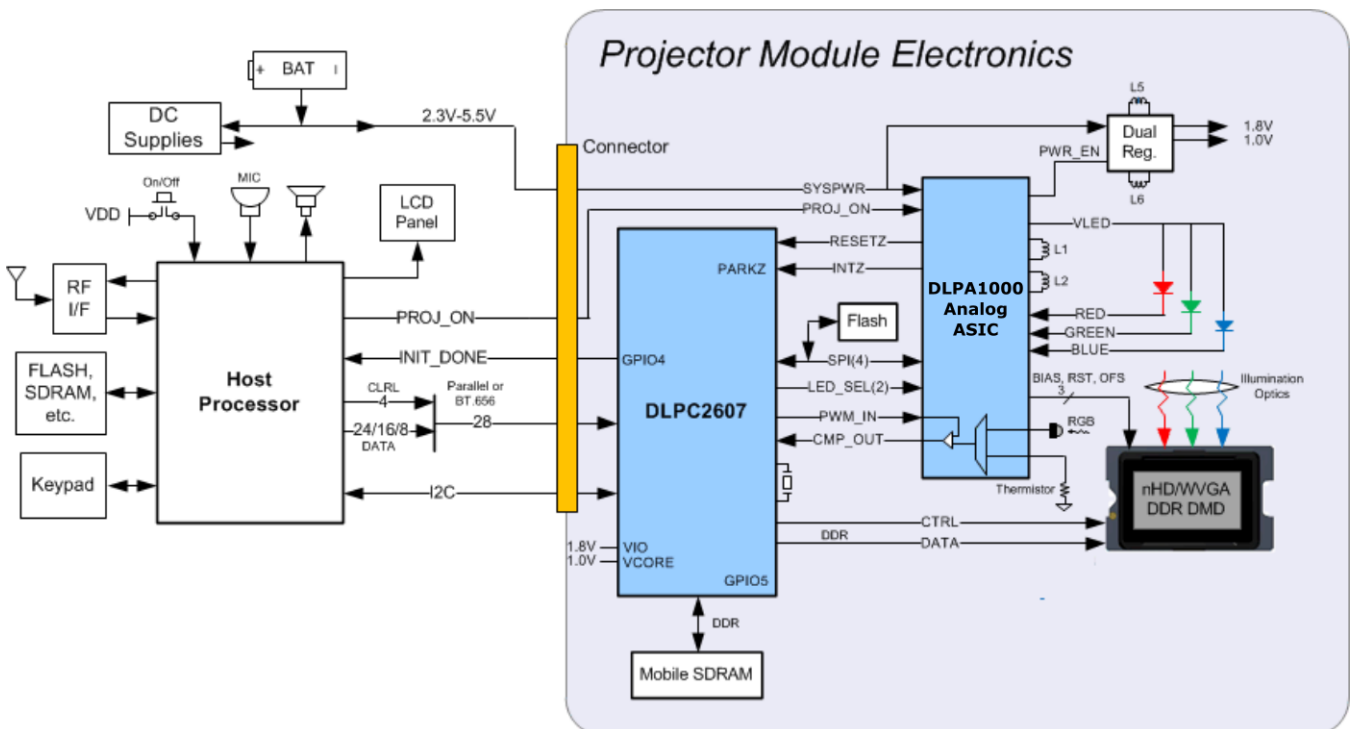 Projector Module Electronics
+ BAT I
DC
Supplies
2.3V-5.5V
Connector
L5
Dual
Reg.
L6
1.8V
1.0V
PWR_EN
On/Off
VDD
MIC
LCD
Panel
SYSPWR
PROJ_ON
VLED
RESETZ
PARKZ
INTZ
L1
L2
DLPA1000
Analog
ASIC
RED
GREEN
BLUE
RF
I/F
PROJ_ON
Flash
INIT_DONE
GPIO4
SPI(4)
FLASH,
SDRAM,
etc.
Host
Processor
CLRL
4
Parallel or
BT.656
28
24/16/8
DATA
DLPC2607
LED_SEL(2)
PWM_IN
CMP_OUT
BIAS, RST, OFS
3
Illumination
Optics
RGB
Thermistor
Keypad
I2C
nHD/WVGA
DDR DMD
CTRL
DDR
DATA
1.8V
VIO
1.0V
VCORE
GPIO5
DDR
Mobile SDRAM